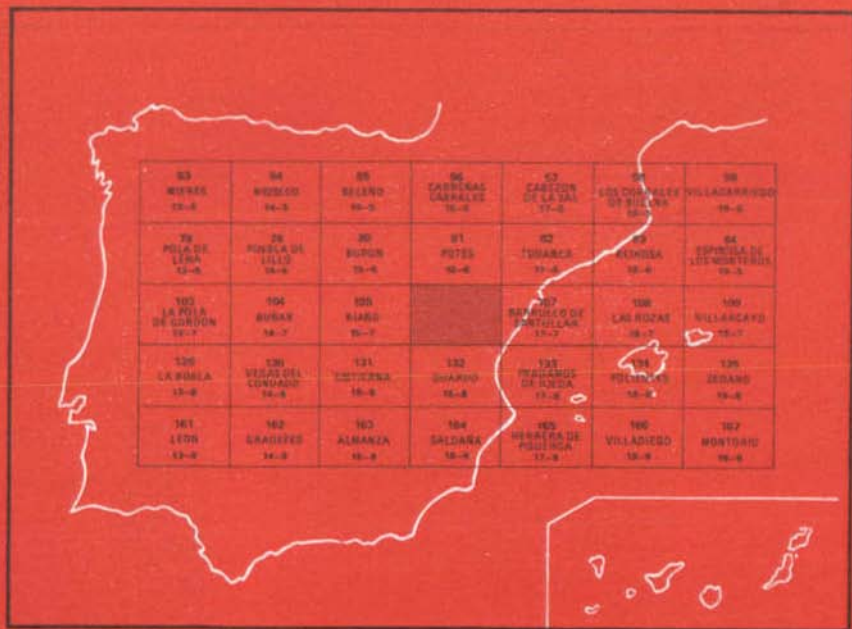 53
MIERES
13-5
54
RIOSECO
14-5
55
BELEÑO
15-5
56
CARREÑAS
CABRALES
16-5
57
CABEZON
DE LA SAL
17-5
58
LOS CORRALES
DE BUELNA
18-5
59
VILLACARRIEDO
19-5
78
POLA DE
LENA
13-6
79
PUEBLA DE
LILLO
14-6
80
BURON
15-6
81
POTES
16-6
82
TUDANCA
17-6
83
REINOSA
18-6
84
ESPINOSA DE
LOS MONTEROS
103
LA POLA
DE GORDON
13-7
104
BOÑAR
14-7
105
RIAÑO
15-7
107
BARRUELO DE
SANTULLAN
17-7
108
LAS ROZAS
18-7
109
VILLARCAYO
19-7
129
LA ROBLA
13-8
130
VEGAS DEL
CONDADO
14-8
131
CISTIERNA
15-8
132
GUARDO
16-8
133
PRADANOS
DE OJEDA
17-8
134
POLIENTES
18-8
135
SEDANO
19-8
161
LEON
13-9
162
GRADEFES
14-9
163
ALMANZA
15-9
164
SALDAÑA
16-9
165
HERRERA DE
PISUERGA
17-9
166
VILLADIEGO
18-9
167
MONTORIO
19-9